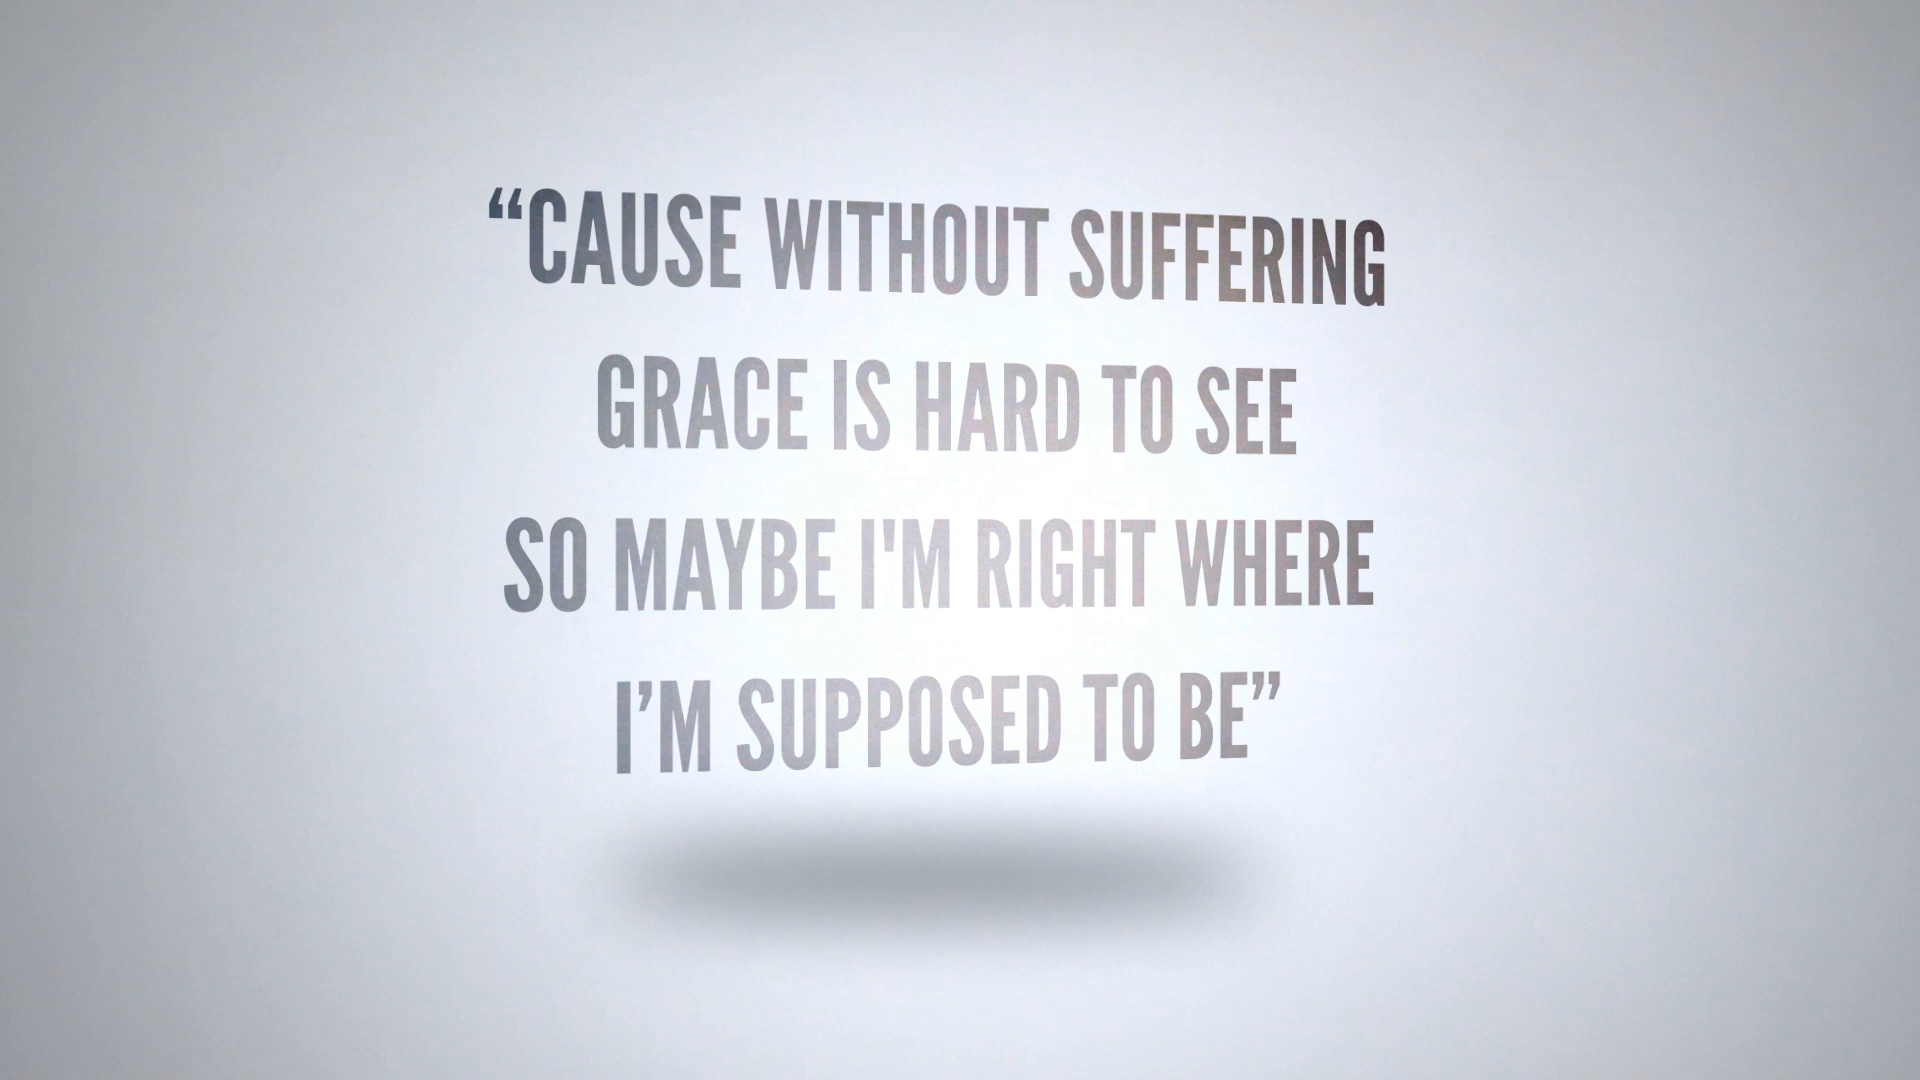 “CAUSE WITHOUT SUFFERING
GRACE IS HARD TO SEE
SO MAYBE I'M RIGHT WHERE
I’M SUPPOSED TO BE”